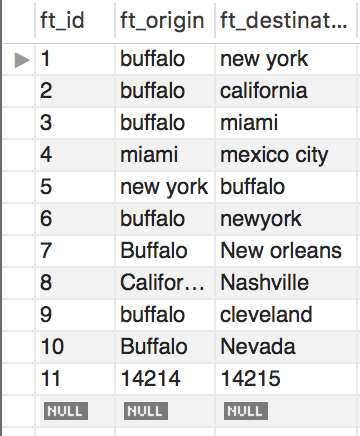 ft_id ft_origin ft_destinat...
1 buffalo new york
2 buffalo california
3 buffalo miami
4 miami mexico city
5 new york buffalo
6 buffalo newyork
7 Buffalo New orleans
8 Califor... Nashville
9 buffalo cleveland
10 Buffalo Nevada
11 14214 14215
NULL NULL NULL